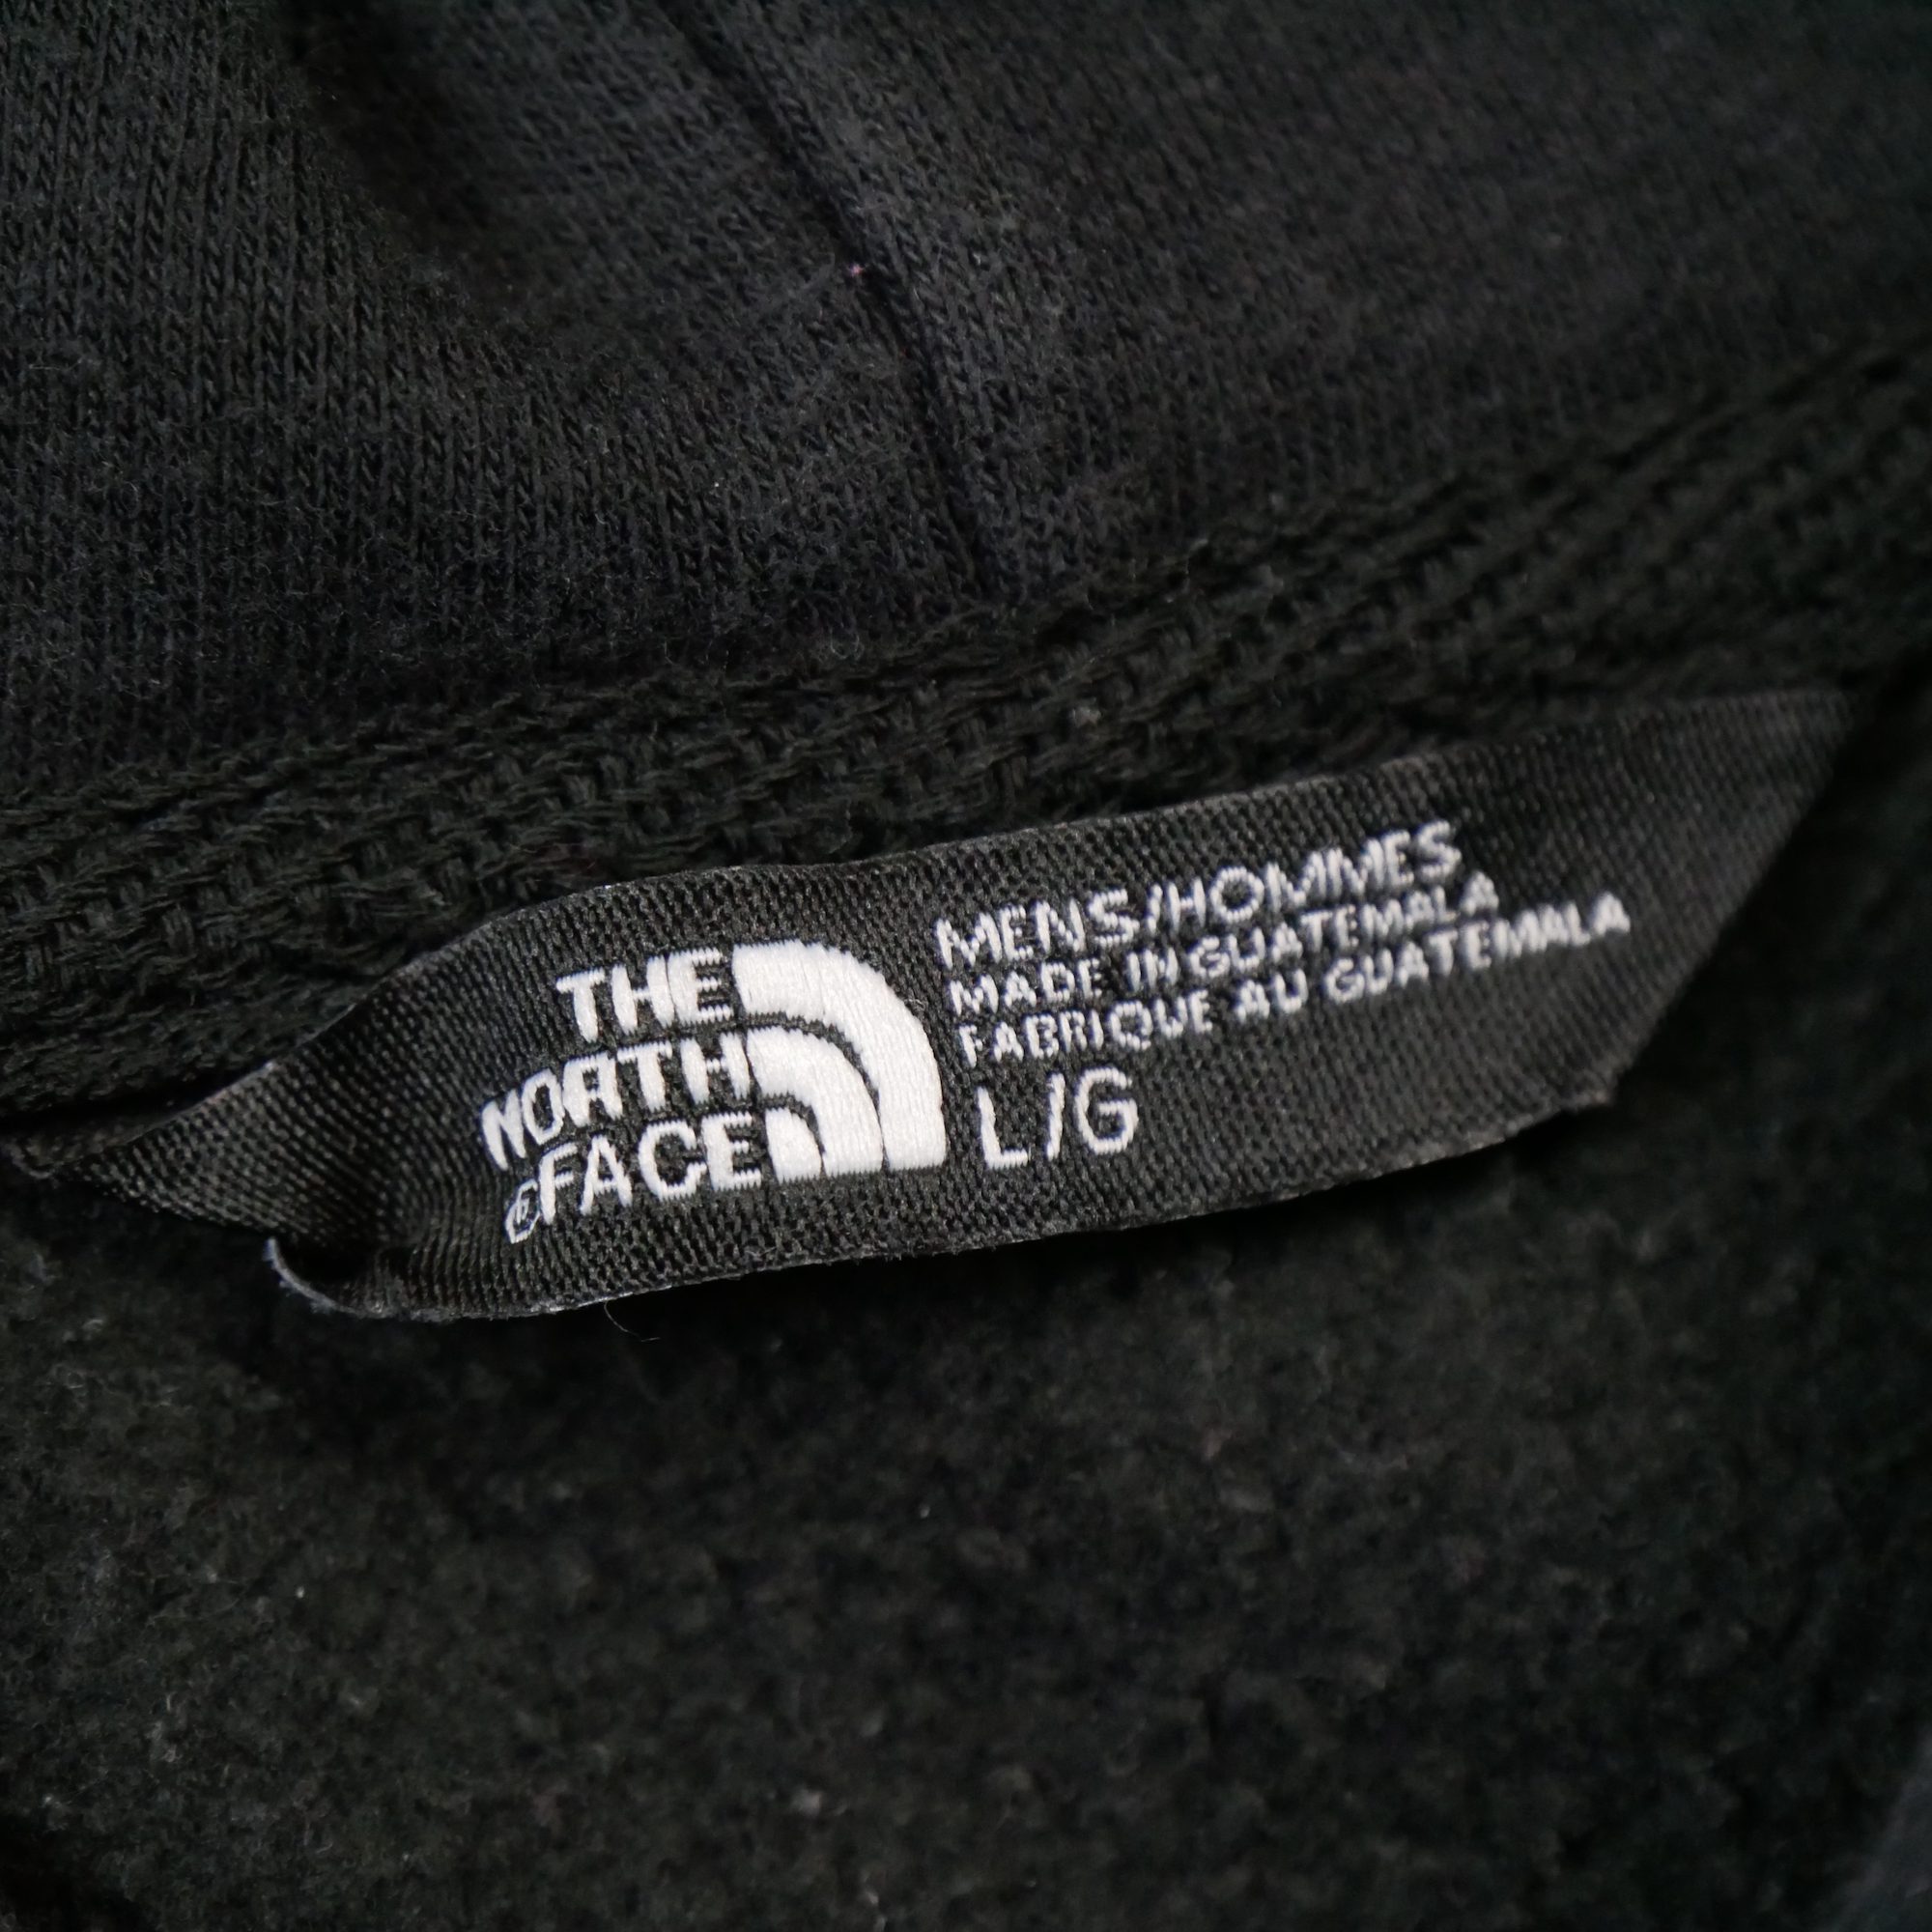 THE
NORTH
FACE
MENS/HOMMES
MADE IN GUATEMALA
FABRIQUE AU GUATEMALA
L/G